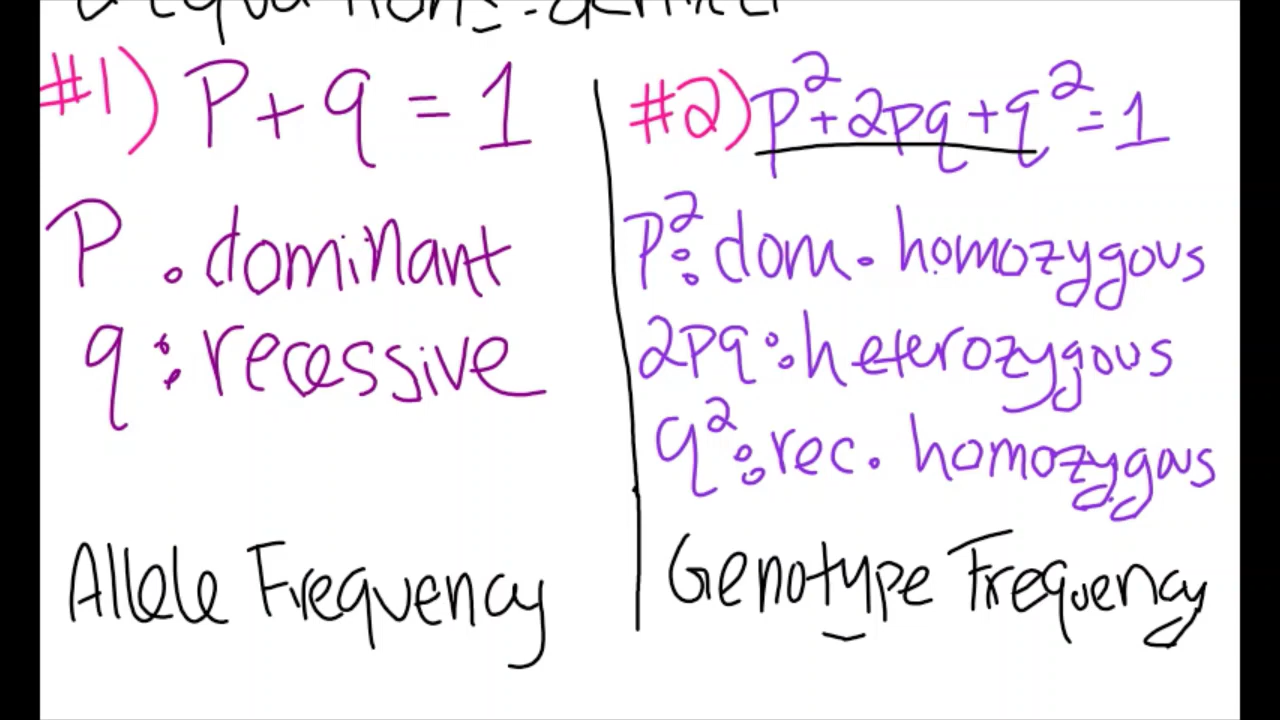 #1) P + q = 1
P . dominant
q : recessive
Allele Frequency
#2) p² + 2pq + q² = 1
p² : dom. homozygous
2pq : heterozygous
q² : rec. homozygous
Genotype Frequency